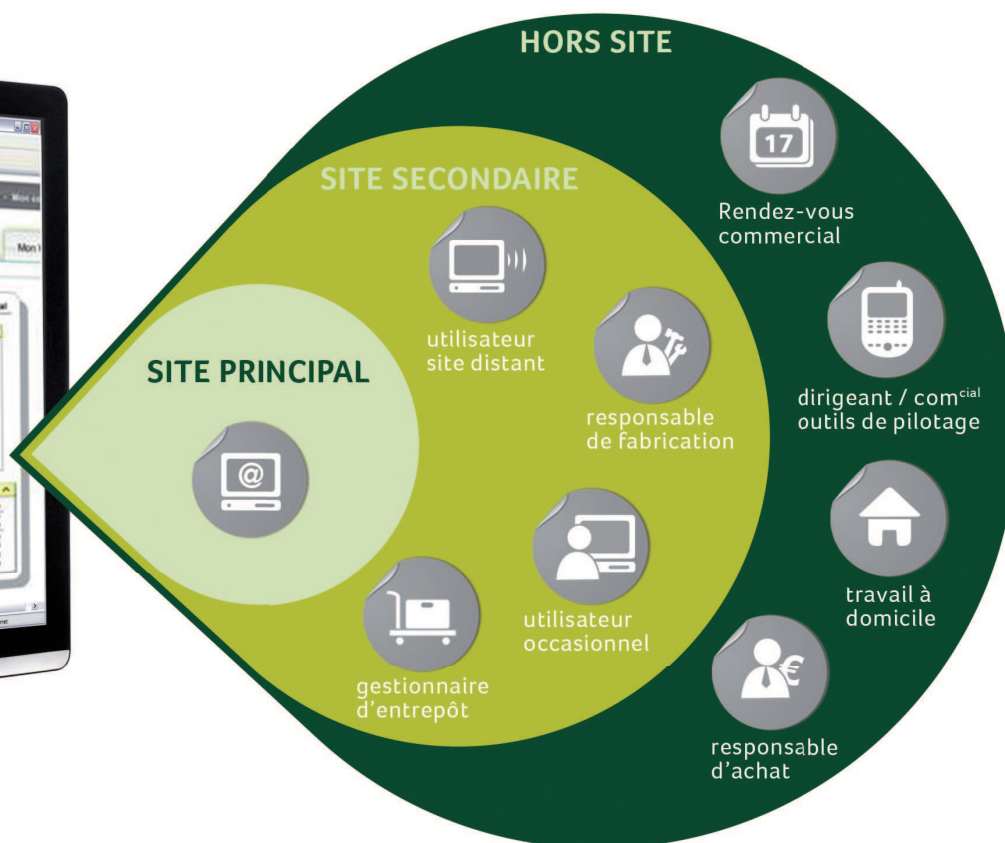 HORS SITE
17
Rendez-vous
commercial
SITE SECONDAIRE
utilisateur
site distant
responsable
de fabrication
dirigeant / comcial
outils de pilotage
SITE PRINCIPAL
@
Mon
utilisateur
occasionnel
travail à
domicile
gestionnaire
d'entrepôt
€
responsable
d'achat